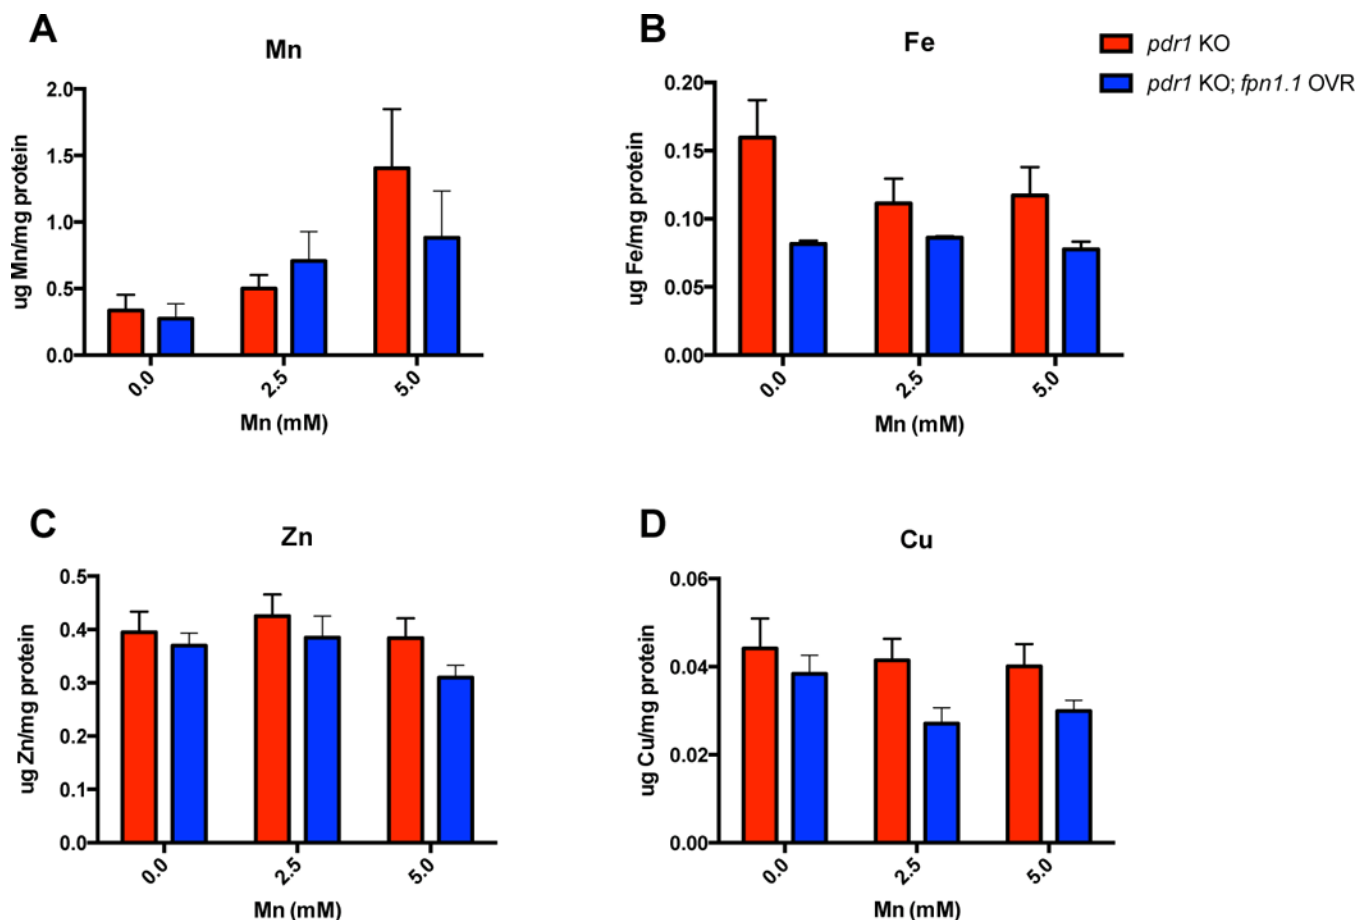 A
Mn
ug Mn/mg protein
2.0
1.5
1.0
0.5
0.0
0.0
2.5
5.0
Mn (mM)
B
Fe
ug Fe/mg protein
0.20
0.15
0.10
0.05
0.00
0.0
2.5
5.0
Mn (mM)
pdr1 KO
pdr1 KO; fpn1.1 OVR
C
Zn
ug Zn/mg protein
0.5
0.4
0.3
0.2
0.1
0.0
0.0
2.5
5.0
Mn (mM)
D
Cu
ug Cu/mg protein
0.06
0.04
0.02
0.00
0.0
2.5
5.0
Mn (mM)